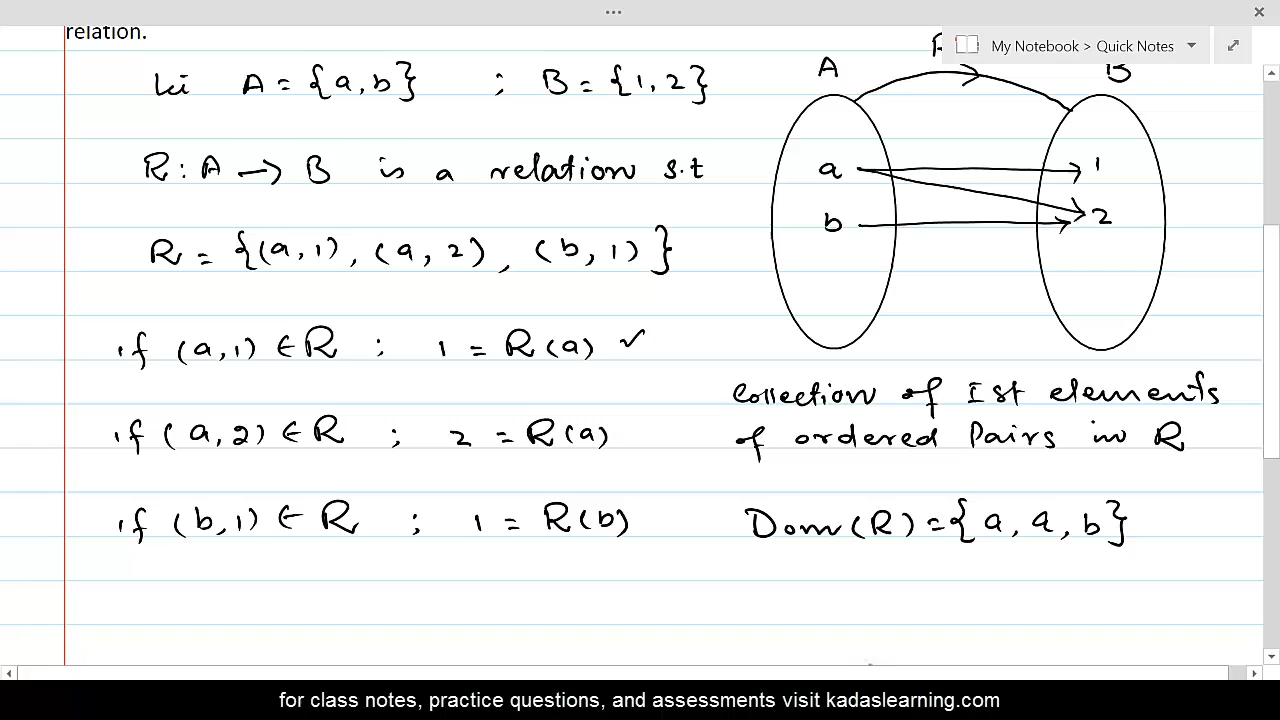 relation.
My Notebook > Quick Notes
let A = {a, b} ; B = {1, 2}
A B
R : A → B is a relation s.t
a 1
b 2
R = {(a, 1), (a, 2), (b, 1)}
if (a, 1) ∈ R ; 1 = R(a) ✓
collection of Ist elements
of ordered Pairs in R
if (a, 2) ∈ R ; 2 = R(a)
if (b, 1) ∈ R ; 1 = R(b)
Dom(R) = {a, a, b}
for class notes, practice questions, and assessments visit kadaslearning.com